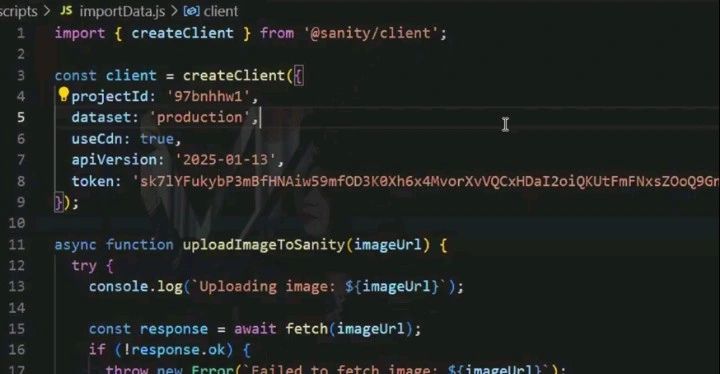 scripts > JS importData.js > client
1 import { createClient } from '@sanity/client';
2
3 const client = createClient({
4 projectId: '97bnhhw1',
5 dataset: 'production',
6 useCdn: true,
7 apiVersion: '2025-01-13',
8 token: 'sk7lYFukybP3mBfHNAiw59mfOD3K0Xh6x4MvorXvVQCxHDaI2oiQKUtFmFNxsZOoQ9Gr
9 });
10
11 async function uploadImageToSanity(imageUrl) {
12 try {
13 console.log(`Uploading image: ${imageUrl}`);
14
15 const response = await fetch(imageUrl);
16 if (!response.ok) {
17 throw new Error(`Failed to fetch image: ${imageUrl}`);